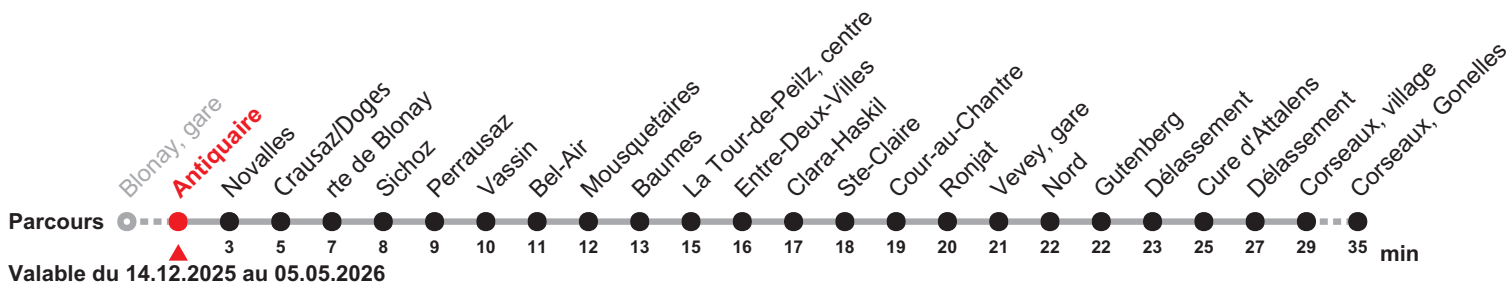 Blonay, gare
Antiquaire
Novalles
Crausaz/Doges
rte de Blonay
Sichoz
Perrausaz
Vassin
Bel-Air
Mousquetaires
Baumes
La Tour-de-Peilz, centre
Entre-Deux-Villes
Clara-Haskil
Ste-Claire
Cour-au-Chantre
Ronjat
Vevey, gare
Nord
Gutenberg
Délassement
Cure d'Attalens
Délassement
Corseaux, village
Corseaux, Gonelles
Parcours
3 5 7 8 9 10 11 12 13 15 16 17 18 19 20 21 22 22 23 25 27 29 35 min
Valable du 14.12.2025 au 05.05.2026